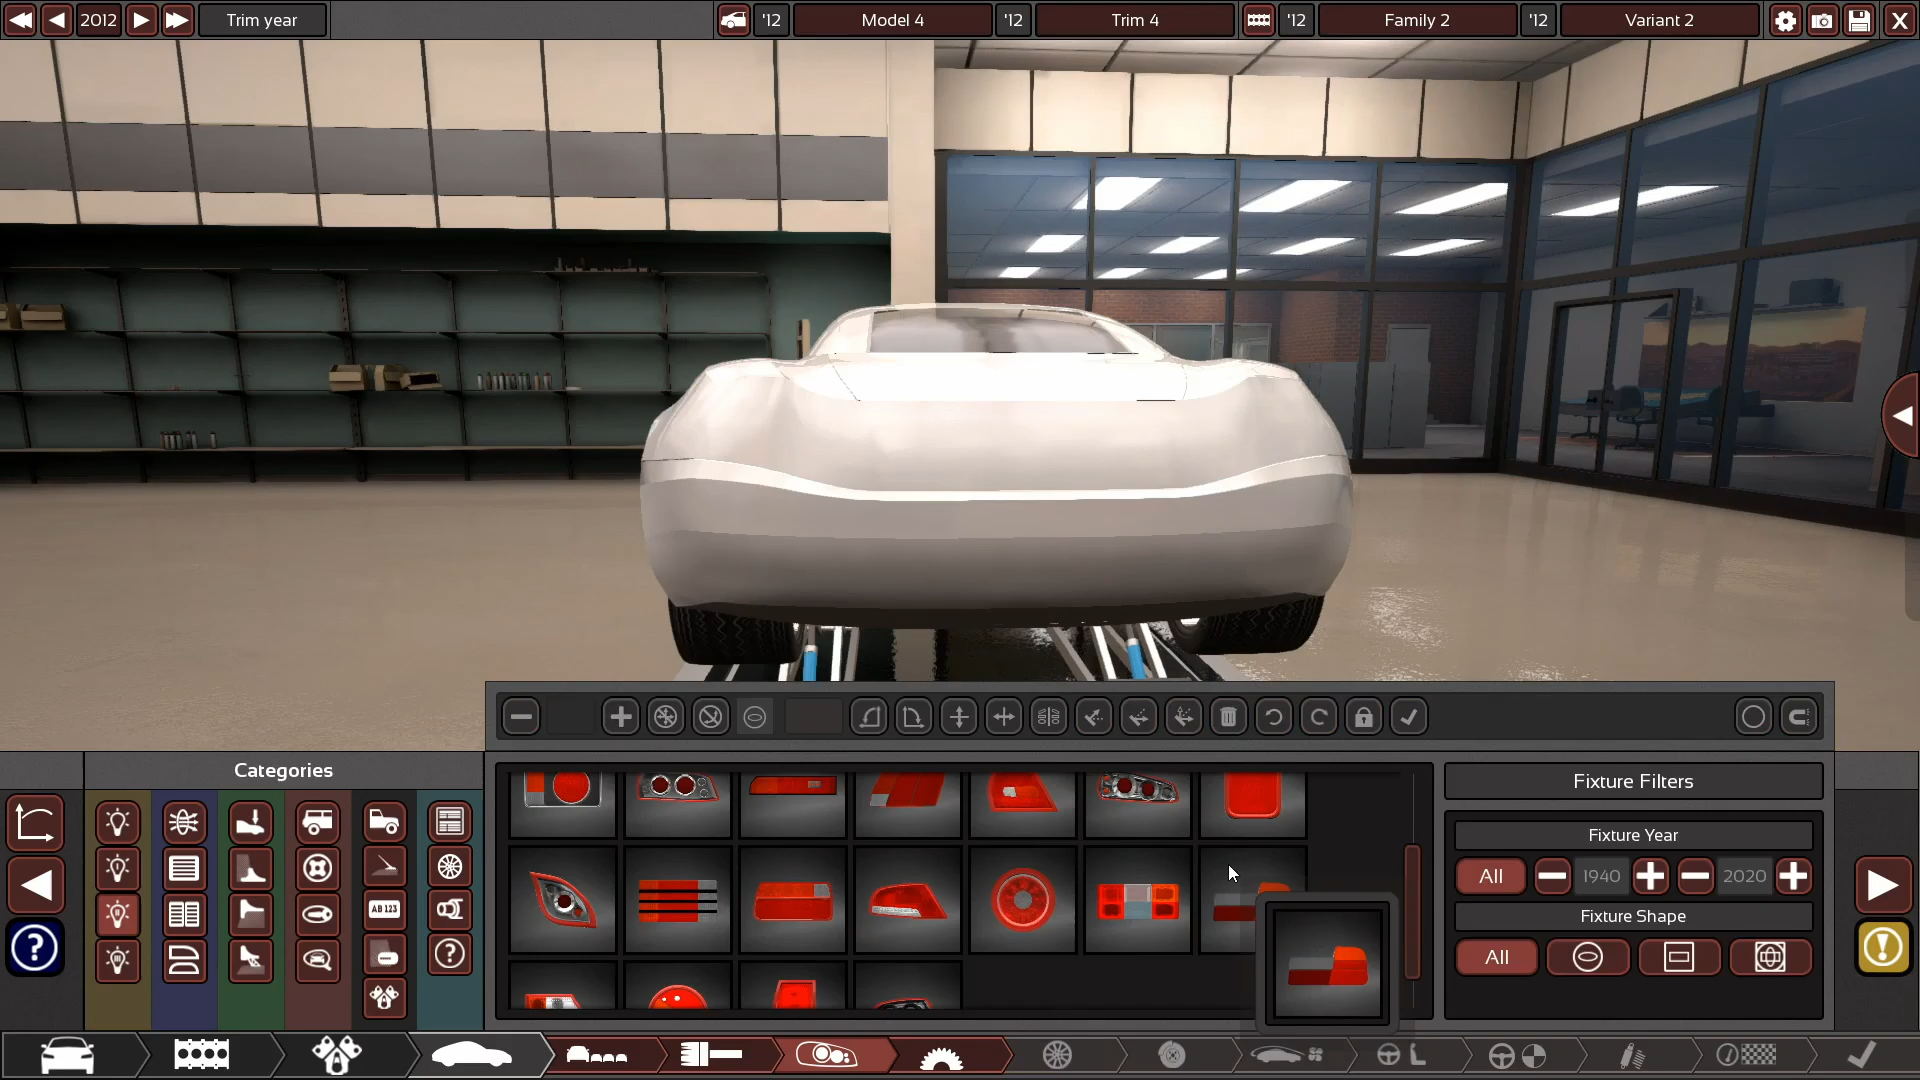 2012 Trim year '12 Model 4 '12 Trim 4 '12 Family 2 '12 Variant 2
Categories
AB 123
Fixture Filters
Fixture Year
All 1940 2020
Fixture Shape
All